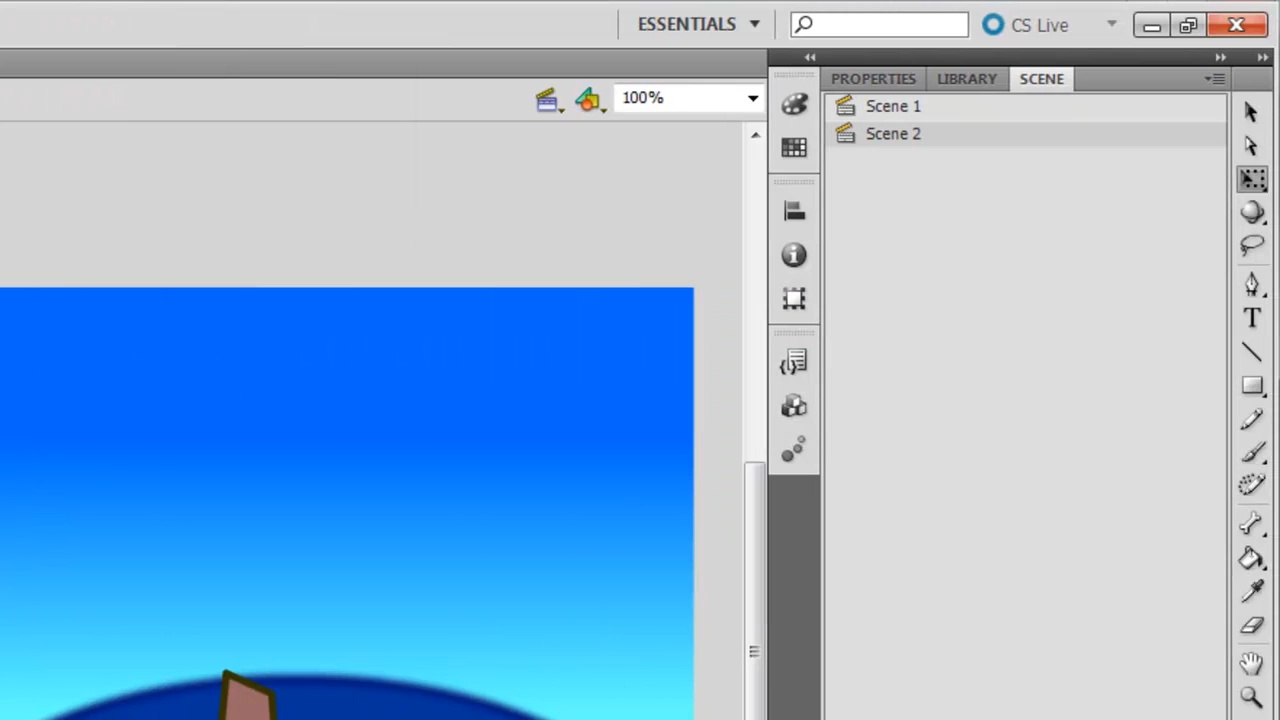 ESSENTIALS
CS Live
100%
PROPERTIES LIBRARY SCENE
Scene 1
Scene 2